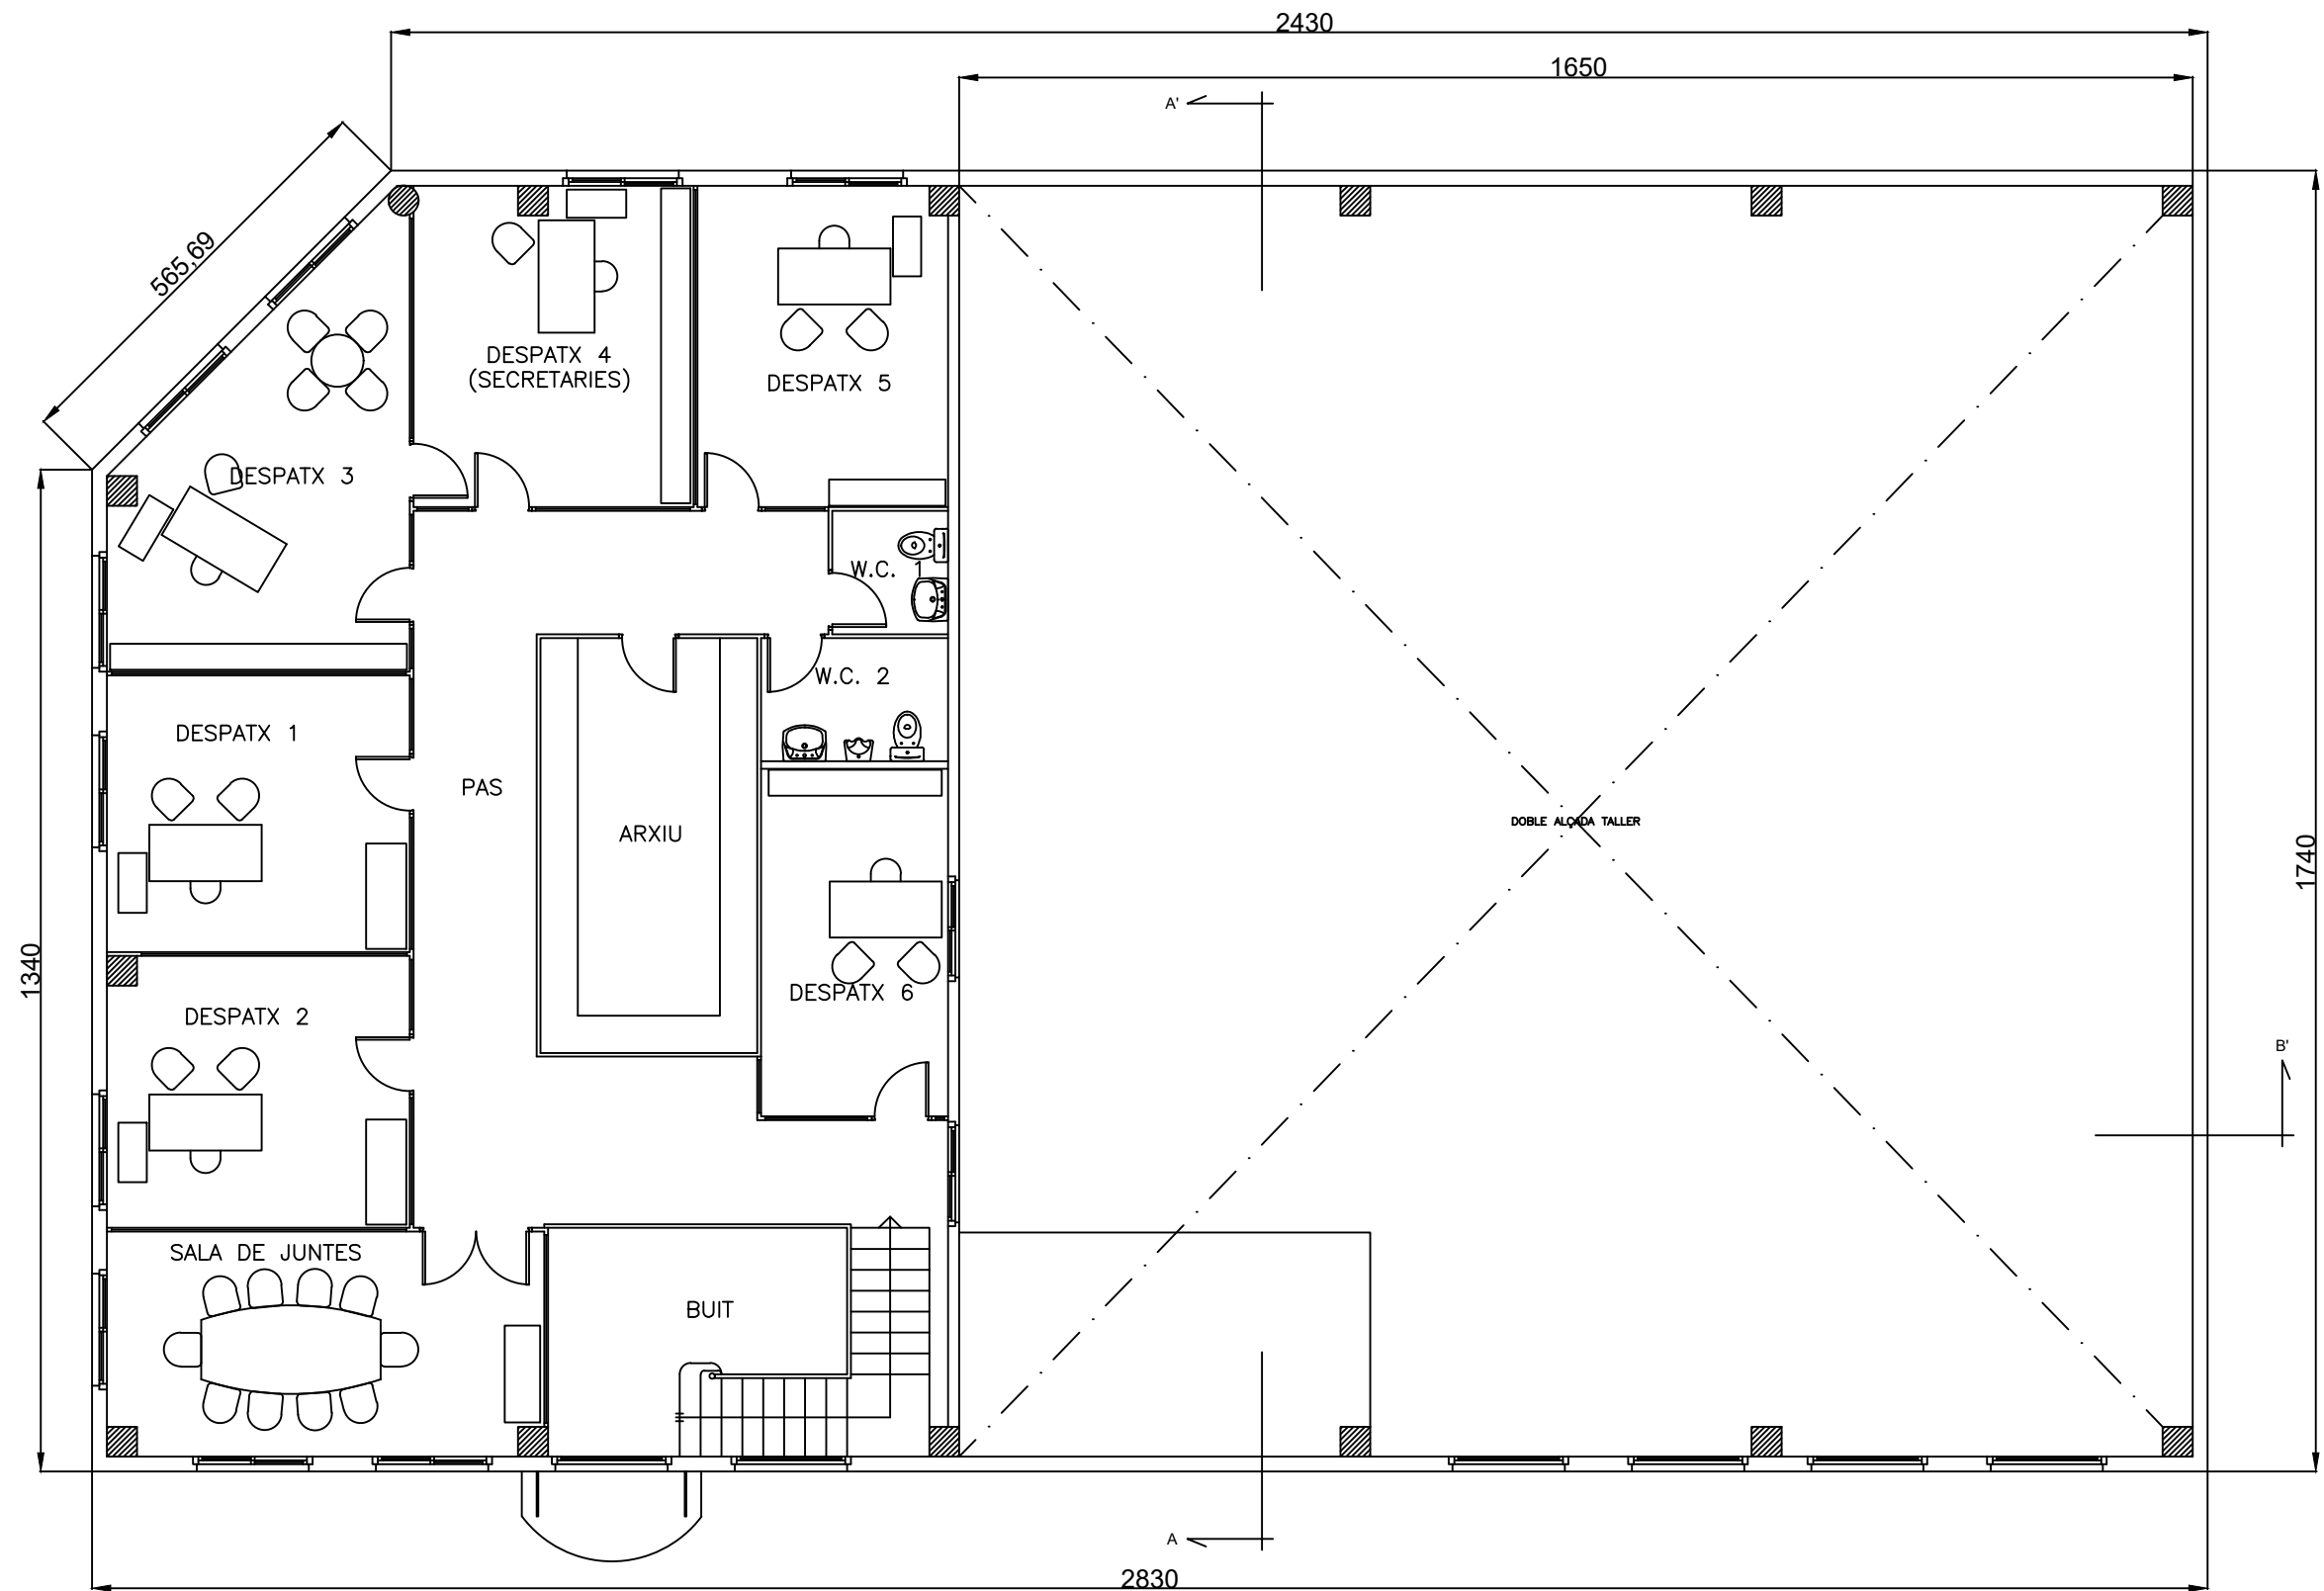 2430
1650
A'
565,69
DESPATX 4
(SECRETARIES)
DESPATX 5
DESPATX 3
W.C. 1
W.C. 2
DESPATX 1
PAS
ARXIU
DOBLE ALÇADA TALLER
1740
1340
DESPATX 6
DESPATX 2
B'
SALA DE JUNTES
BUIT
A
2830